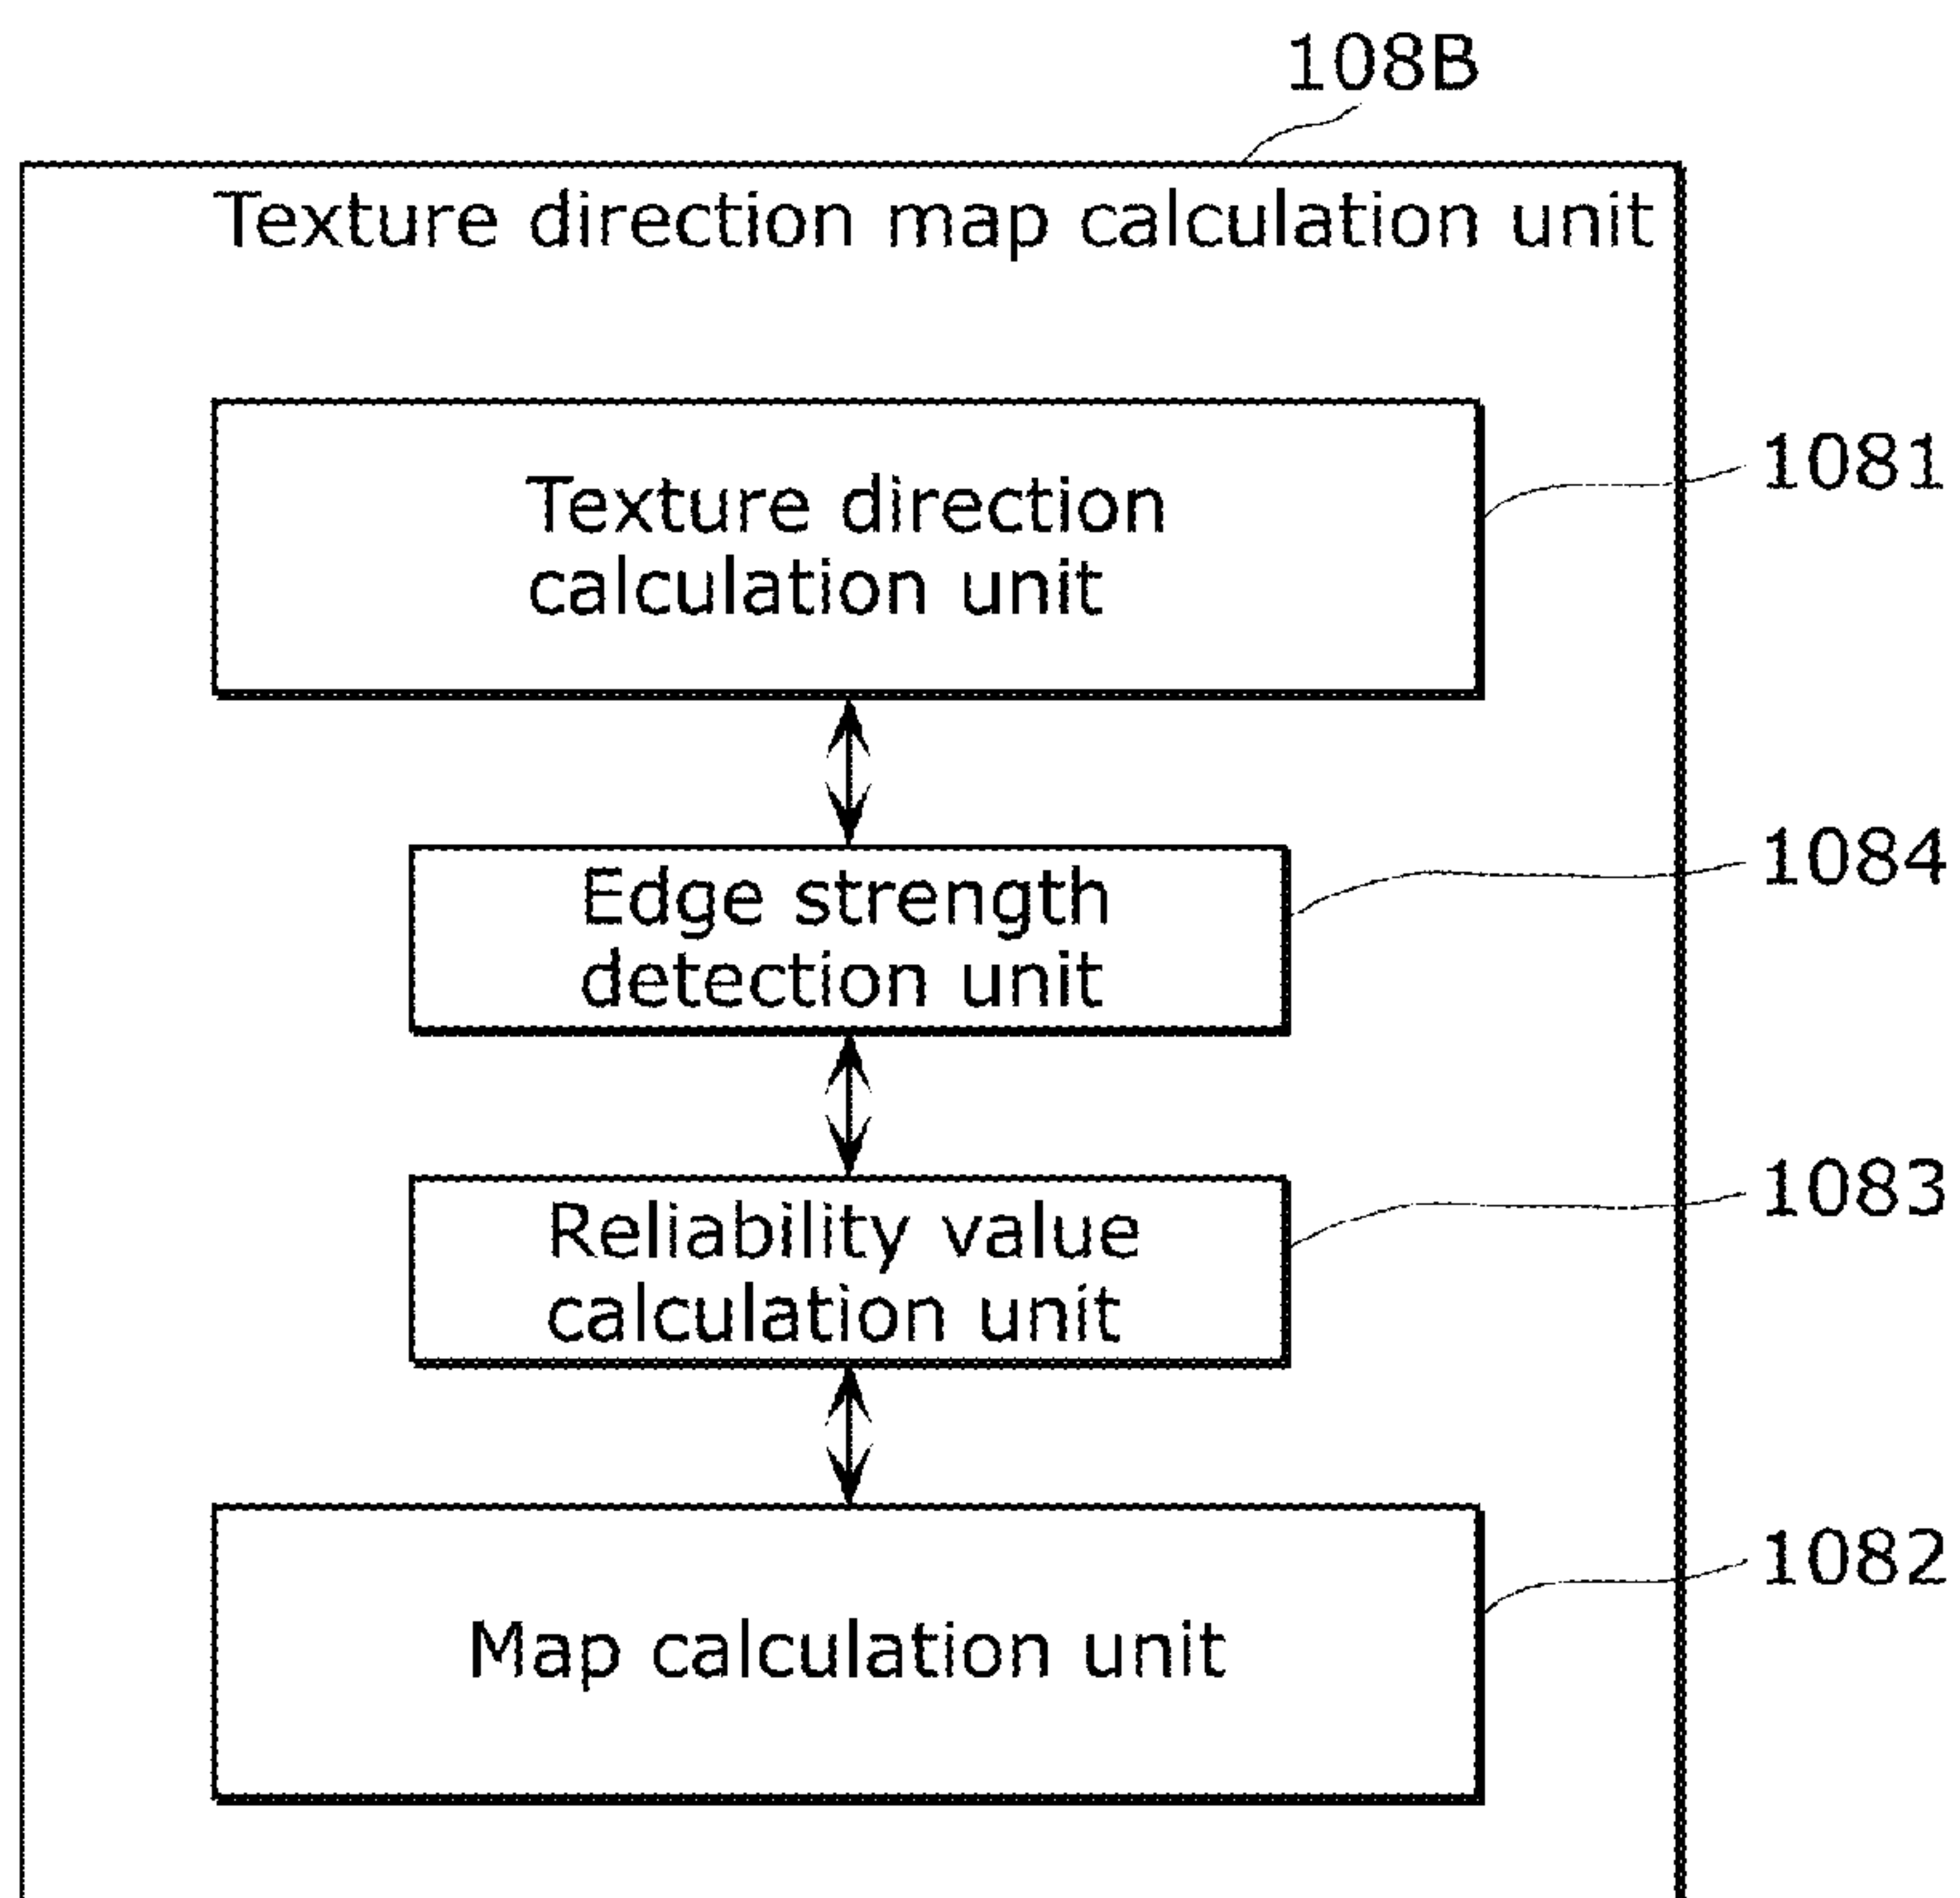 108B
Texture direction map calculation unit
Texture direction
calculation unit
1081
Edge strength
detection unit
1084
Reliability value
calculation unit
1083
Map calculation unit
1082